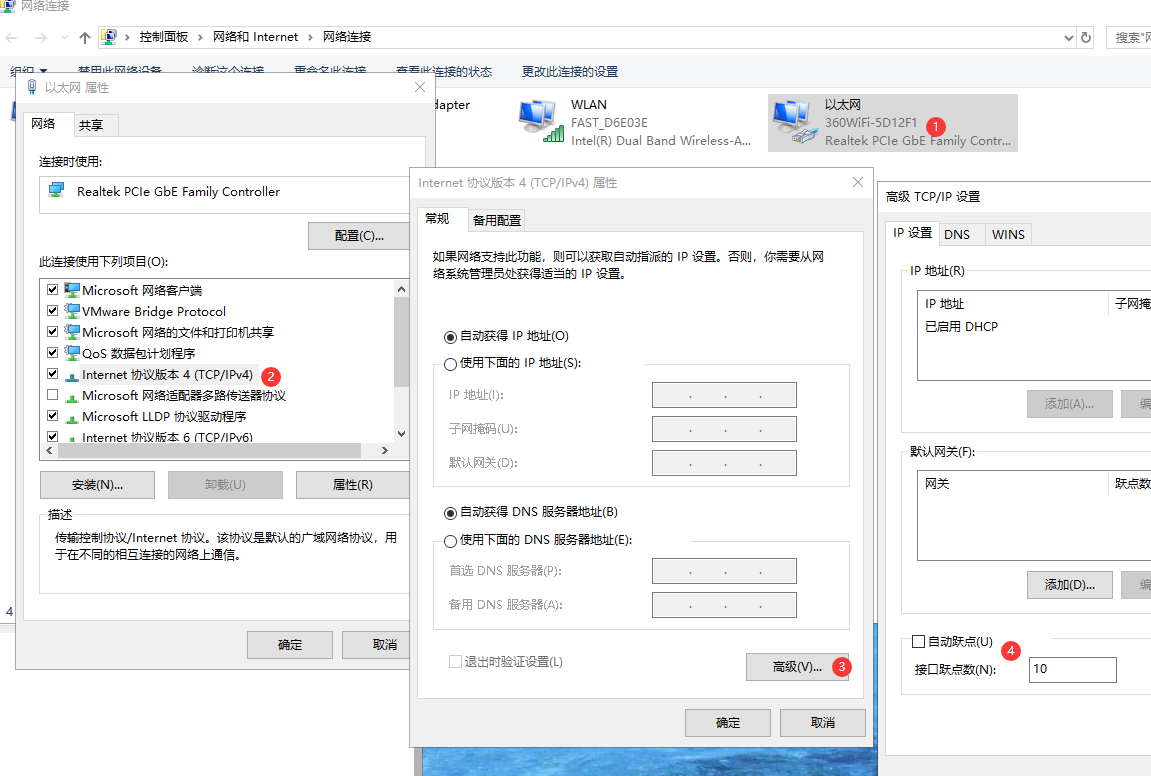 网络连接
控制面板 › 网络和 Internet › 网络连接
搜索"网
组织 禁用此网络设备 诊断这个连接 重命名此连接 查看此连接的状态 更改此连接的设置
dapter
WLAN
FAST_D6E03E
Intel(R) Dual Band Wireless-A...
以太网
360WiFi-5D12F1
1
Realtek PCIe GbE Family Contr...
以太网 属性
网络
共享
连接时使用:
Realtek PCIe GbE Family Controller
配置(C)...
此连接使用下列项目(O):
Microsoft 网络客户端
VMware Bridge Protocol
Microsoft 网络的文件和打印机共享
QoS 数据包计划程序
Internet 协议版本 4 (TCP/IPv4)
2
Microsoft 网络适配器多路传送器协议
Microsoft LLDP 协议驱动程序
Internet 协议版本 6 (TCP/IPv6)
安装(N)...
卸载(U)
属性(R)
描述
传输控制协议/Internet 协议。该协议是默认的广域网络协议，用
于在不同的相互连接的网络上通信。
4
确定
取消
Internet 协议版本 4 (TCP/IPv4) 属性
常规
备用配置
如果网络支持此功能，则可以获取自动指派的 IP 设置。否则，你需要从网
络系统管理员处获得适当的 IP 设置。
自动获得 IP 地址(O)
使用下面的 IP 地址(S):
IP 地址(I):
子网掩码(U):
默认网关(D):
自动获得 DNS 服务器地址(B)
使用下面的 DNS 服务器地址(E):
首选 DNS 服务器(P):
备用 DNS 服务器(A):
退出时验证设置(L)
高级(V)...
3
确定
取消
高级 TCP/IP 设置
IP 设置
DNS
WINS
IP 地址(R)
IP 地址
子网掩
已启用 DHCP
添加(A)...
编
默认网关(F):
网关
跃点数
添加(D)...
编
自动跃点(U)
4
接口跃点数(N):
10